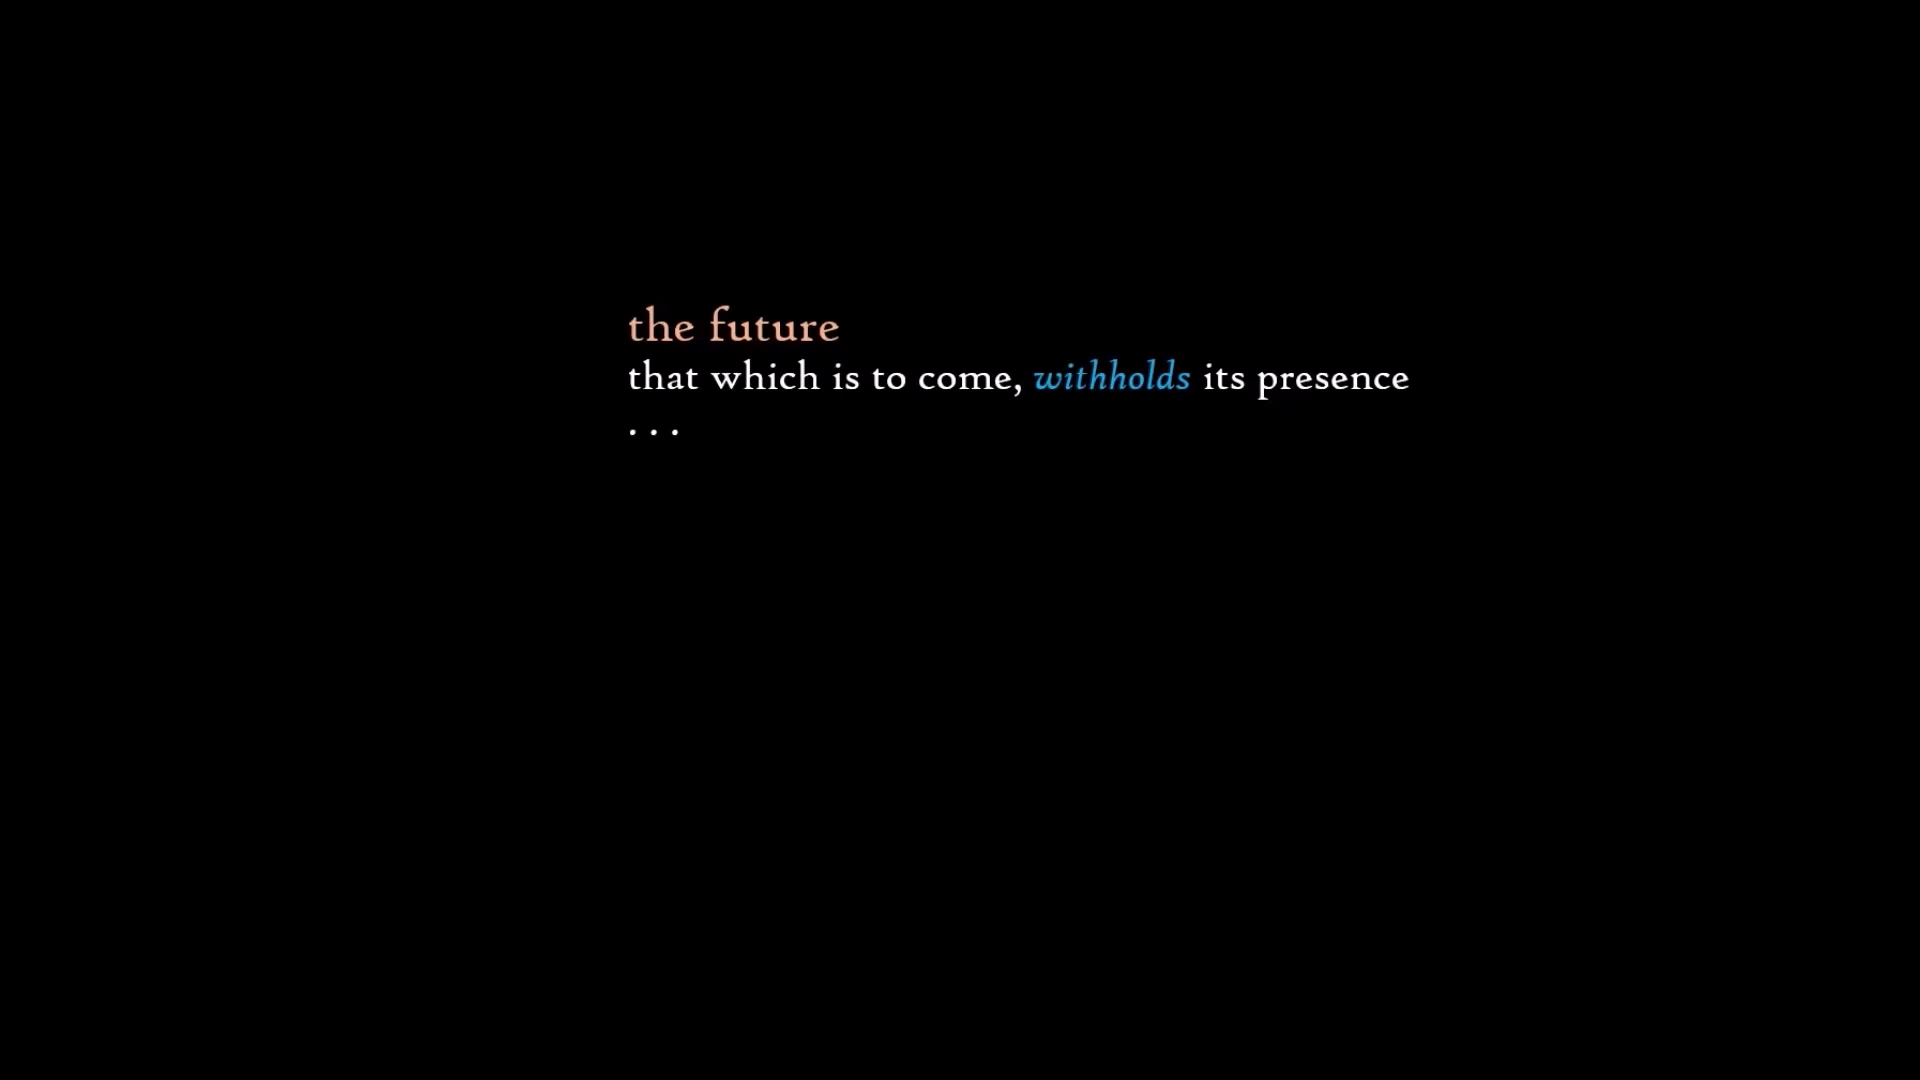 the future
that which is to come, withholds its presence
. . .